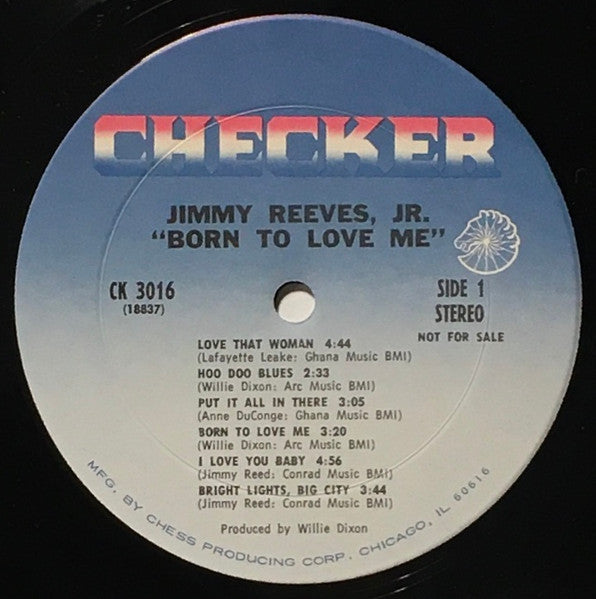 CHECKER
JIMMY REEVES, JR.
"BORN TO LOVE ME"
CK 3016
(18837)
SIDE 1
STEREO
NOT FOR SALE
LOVE THAT WOMAN 4:44
(Lafayette Leake: Ghana Music BMI)
HOO DOO BLUES 2:33
(Willie Dixon: Arc Music BMI)
PUT IT ALL IN THERE 3:05
(Anne DuConge: Ghana Music BMI)
BORN TO LOVE ME 3:20
(Willie Dixon: Arc Music BMI)
I LOVE YOU BABY 4:56
(Jimmy Reed: Conrad Music BMI)
BRIGHT LIGHTS, BIG CITY 3:44
(Jimmy Reed: Conrad Music BMI)
Produced by Willie Dixon
MFG. BY CHESS PRODUCING CORP. CHICAGO, IL 60616